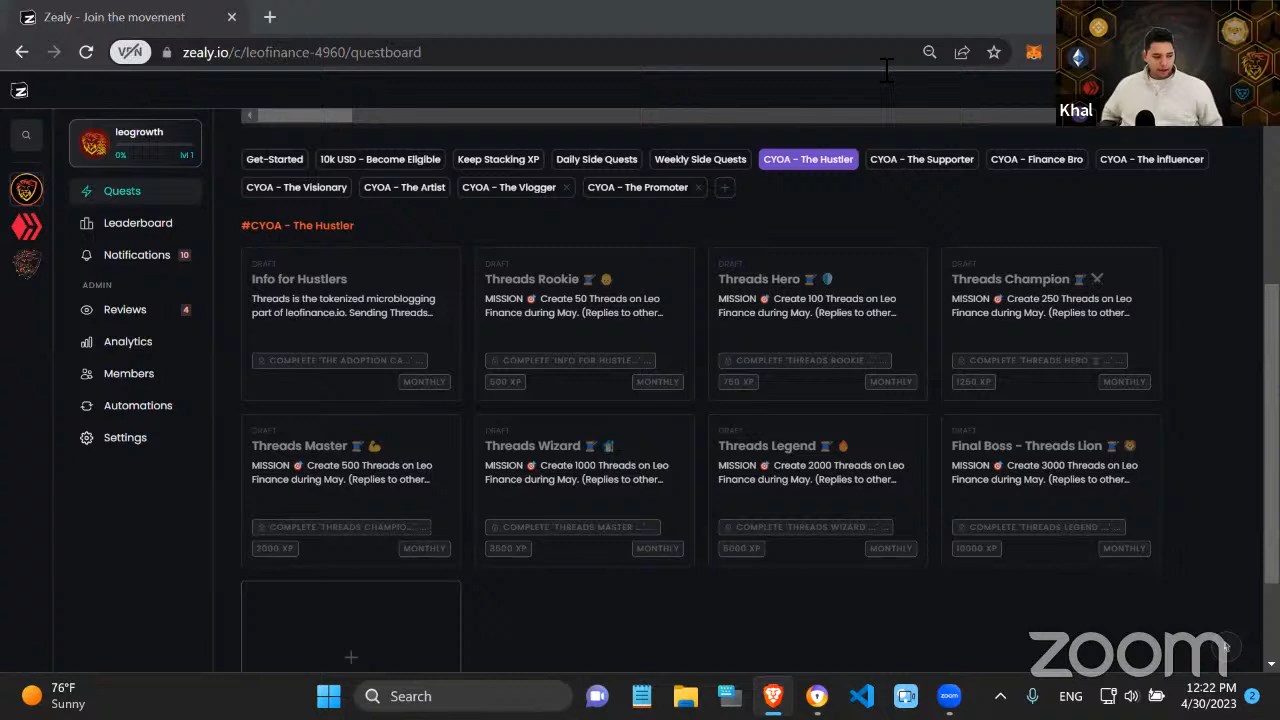 Zealy - Join the movement
VPN
zealy.io/c/leofinance-4960/questboard
Khal
leogrowth
0%
lvl 1
Quests
Leaderboard
Notifications 10
ADMIN
Reviews 4
Analytics
Members
Automations
Settings
Get-Started 10k USD - Become Eligible Keep Stacking XP Daily Side Quests Weekly Side Quests CYOA - The Hustler CYOA - The Supporter CYOA - Finance Bro CYOA - The influencer
CYOA - The Visionary CYOA - The Artist CYOA - The Vlogger × CYOA - The Promoter × +
#CYOA - The Hustler
DRAFT
Info for Hustlers
Threads is the tokenized microblogging
part of leofinance.io. Sending Threads...
COMPLETE 'THE ADOPTION CA...' ...
MONTHLY
DRAFT
Threads Rookie
MISSION 🎯 Create 50 Threads on Leo
Finance during May. (Replies to other...
COMPLETE 'INFO FOR HUSTLE...' ...
500 XP MONTHLY
DRAFT
Threads Hero
MISSION 🎯 Create 100 Threads on Leo
Finance during May. (Replies to other...
COMPLETE 'THREADS ROOKIE ...' ...
750 XP MONTHLY
DRAFT
Threads Champion
MISSION 🎯 Create 250 Threads on Leo
Finance during May. (Replies to other...
COMPLETE 'THREADS HERO ...' ...
1250 XP MONTHLY
DRAFT
Threads Master
MISSION 🎯 Create 500 Threads on Leo
Finance during May. (Replies to other...
COMPLETE 'THREADS CHAMPIO...' ...
2000 XP MONTHLY
DRAFT
Threads Wizard
MISSION 🎯 Create 1000 Threads on Leo
Finance during May. (Replies to other...
COMPLETE 'THREADS MASTER ...' ...
3500 XP MONTHLY
DRAFT
Threads Legend
MISSION 🎯 Create 2000 Threads on Leo
Finance during May. (Replies to other...
COMPLETE 'THREADS WIZARD ...' ...
5000 XP MONTHLY
DRAFT
Final Boss - Threads Lion
MISSION 🎯 Create 3000 Threads on Leo
Finance during May. (Replies to other...
COMPLETE 'THREADS LEGEND ...' ...
10000 XP MONTHLY
zoom
76°F
Sunny
Search
zoom
ENG
12:22 PM
4/30/2023
2